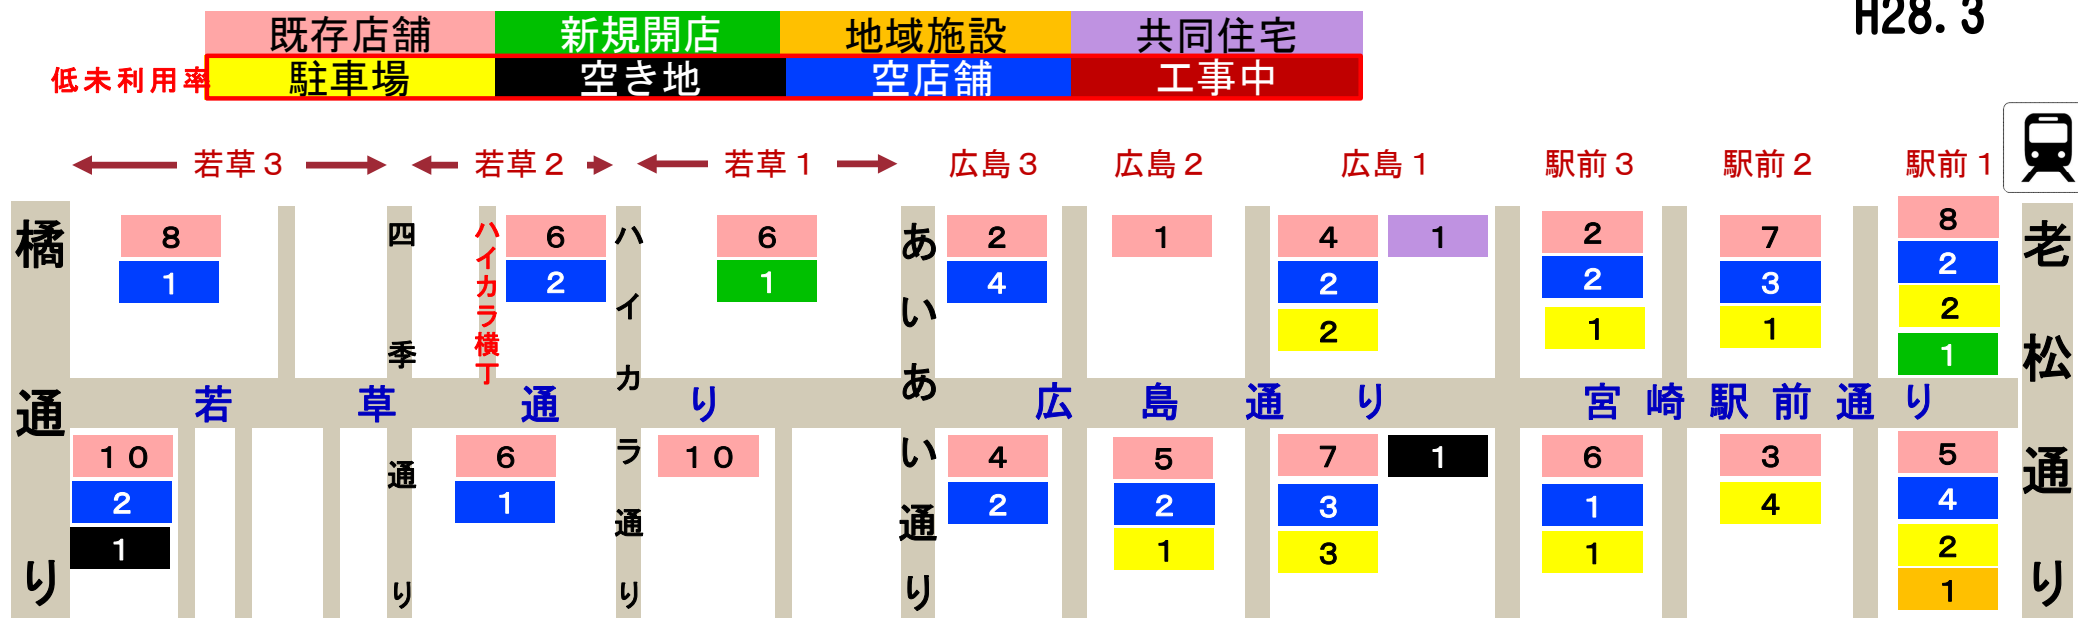 H28.3
既存店舗 新規開店 地域施設 共同住宅
低未利用率 駐車場 空き地 空店舗 工事中
若草3 若草2 若草1 広島3 広島2 広島1 駅前3 駅前2 駅前1
橘通り
四季通り
ハイカラ横丁
ハイカラ通り
あいあい通り
老松通り
8 6 6 2 1 4 1 2 7 8
1 2 1 4 2 2 3 2
2 1 1 2
1
若草通り 広島通り 宮崎駅前通り
10 6 10 4 5 7 1 6 3 5
2 1 2 2 3 1 4 4
1 1 3 1 2
1